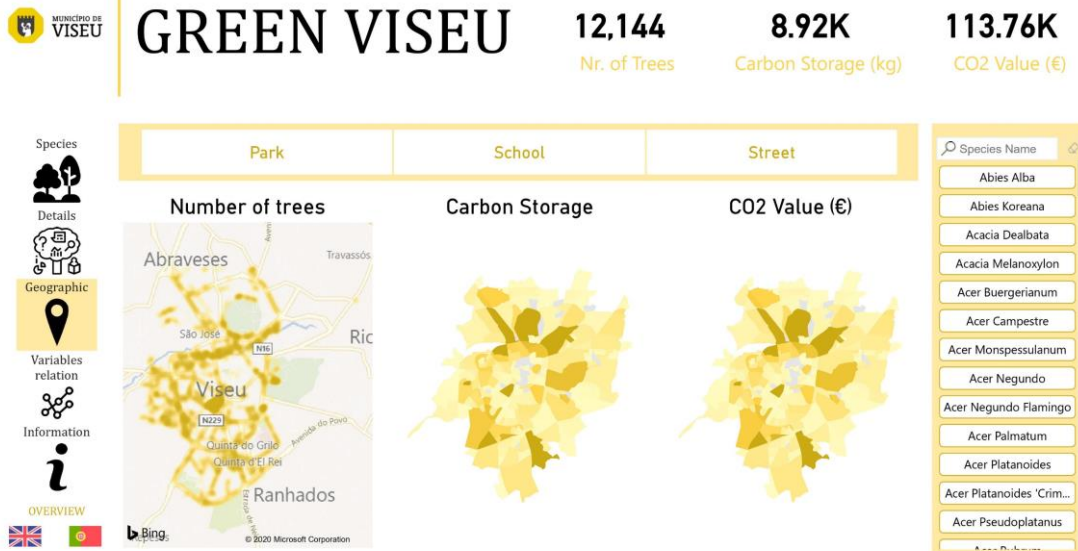 MUNICÍPIO DE
VISEU
GREEN VISEU
12,144
Nr. of Trees
8.92K
Carbon Storage (kg)
113.76K
CO2 Value (€)
Species
Details
Geographic
Variables
relation
Information
OVERVIEW
Park
School
Street
Number of trees
Carbon Storage
CO2 Value (€)
Abraveses
Travassós
São José
N16
Viseu
N229
Avenida do Povo
Quinta do Grilo
Quinta d'El Rei
Ranhados
Bing
© 2020 Microsoft Corporation
Species Name
Abies Alba
Abies Koreana
Acacia Dealbata
Acacia Melanoxylon
Acer Buergerianum
Acer Campestre
Acer Monspessulanum
Acer Negundo
Acer Negundo Flamingo
Acer Palmatum
Acer Platanoides
Acer Platanoides 'Crim...
Acer Pseudoplatanus